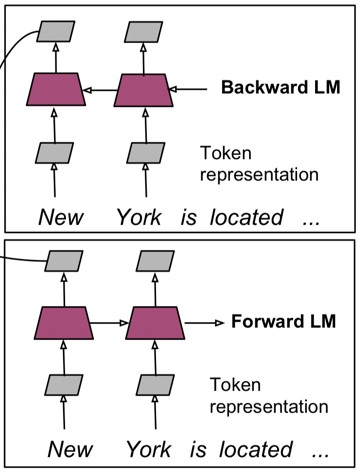 Backward LM
Token
representation
New York is located ...
Forward LM
Token
representation
New York is located ...